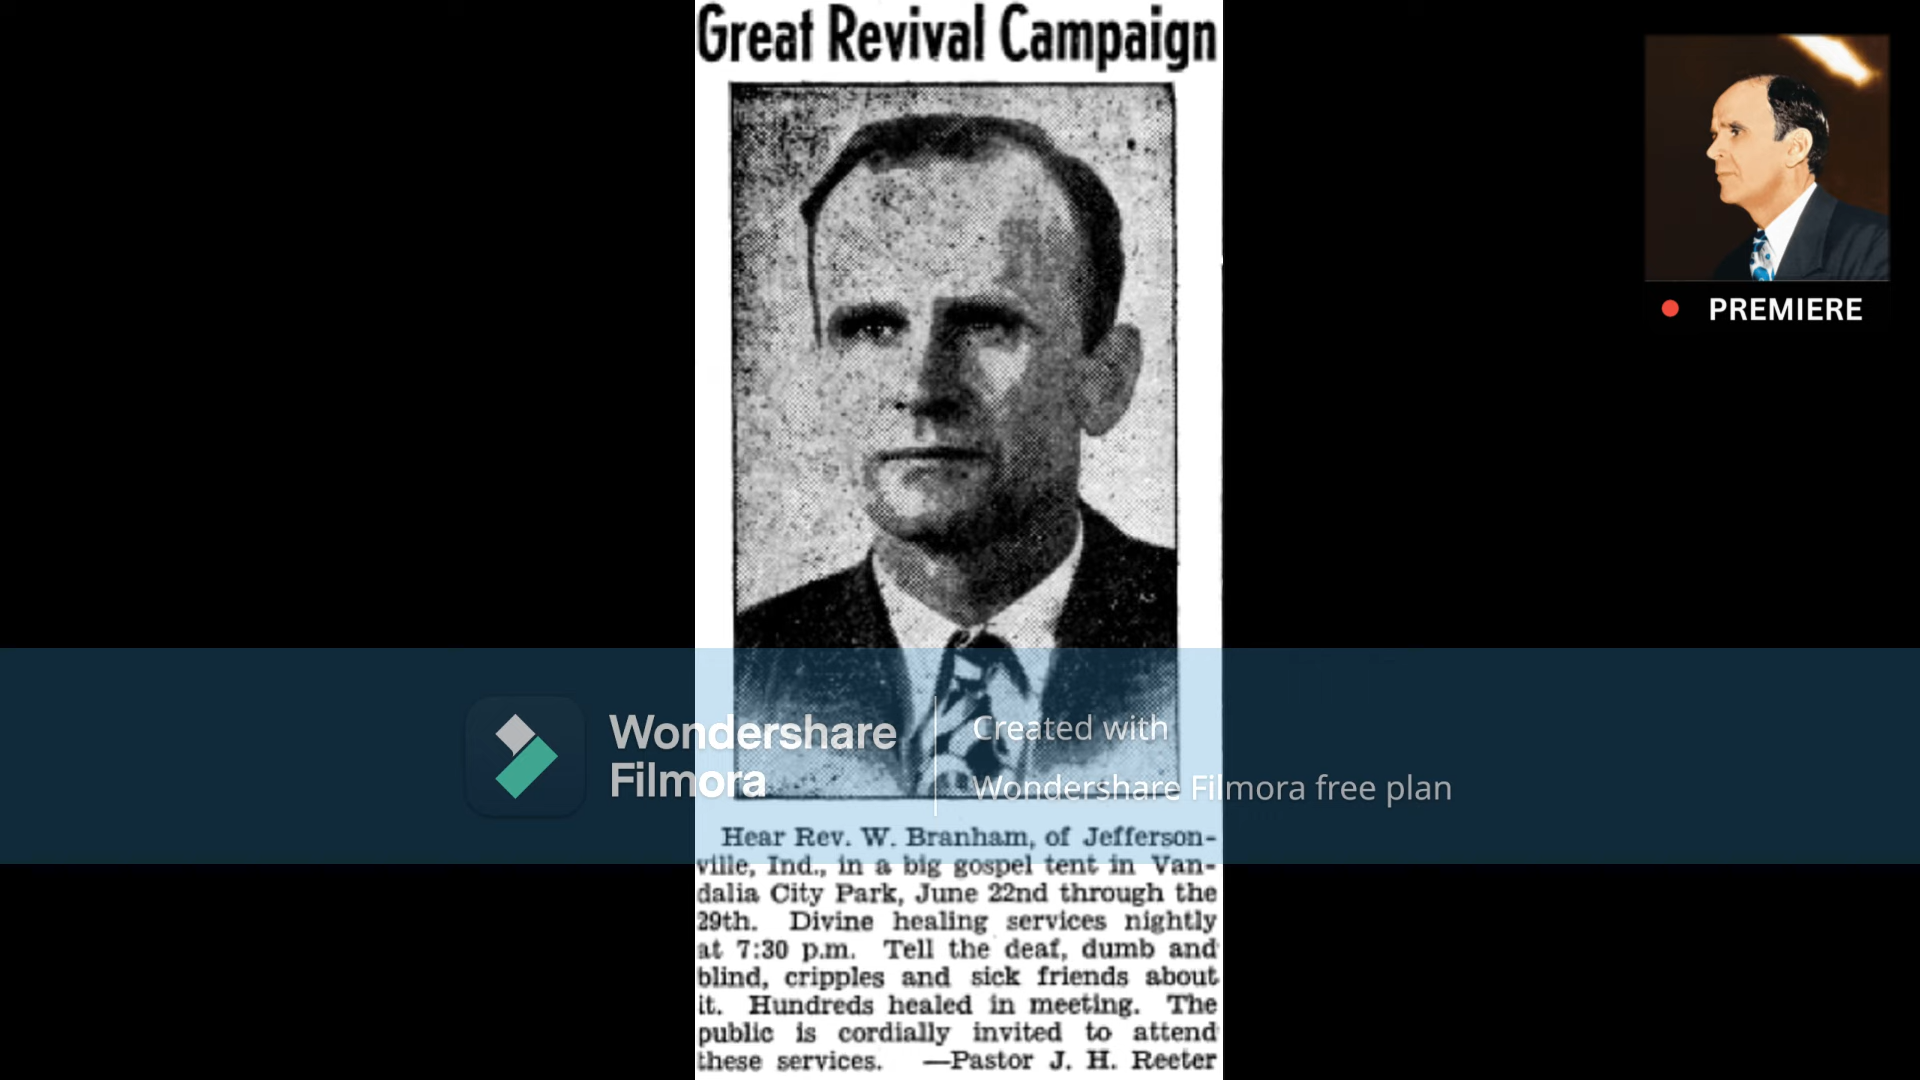 Great Revival Campaign
PREMIERE
Wondershare
Filmora
Created with
Wondershare Filmora free plan
Hear Rev. W. Branham, of Jefferson-
ville, Ind., in a big gospel tent in Van-
dalia City Park, June 22nd through the
29th. Divine healing services nightly
at 7:30 p.m. Tell the deaf, dumb and
blind, cripples and sick friends about
it. Hundreds healed in meeting. The
public is cordially invited to attend
these services. —Pastor J. H. Reeter